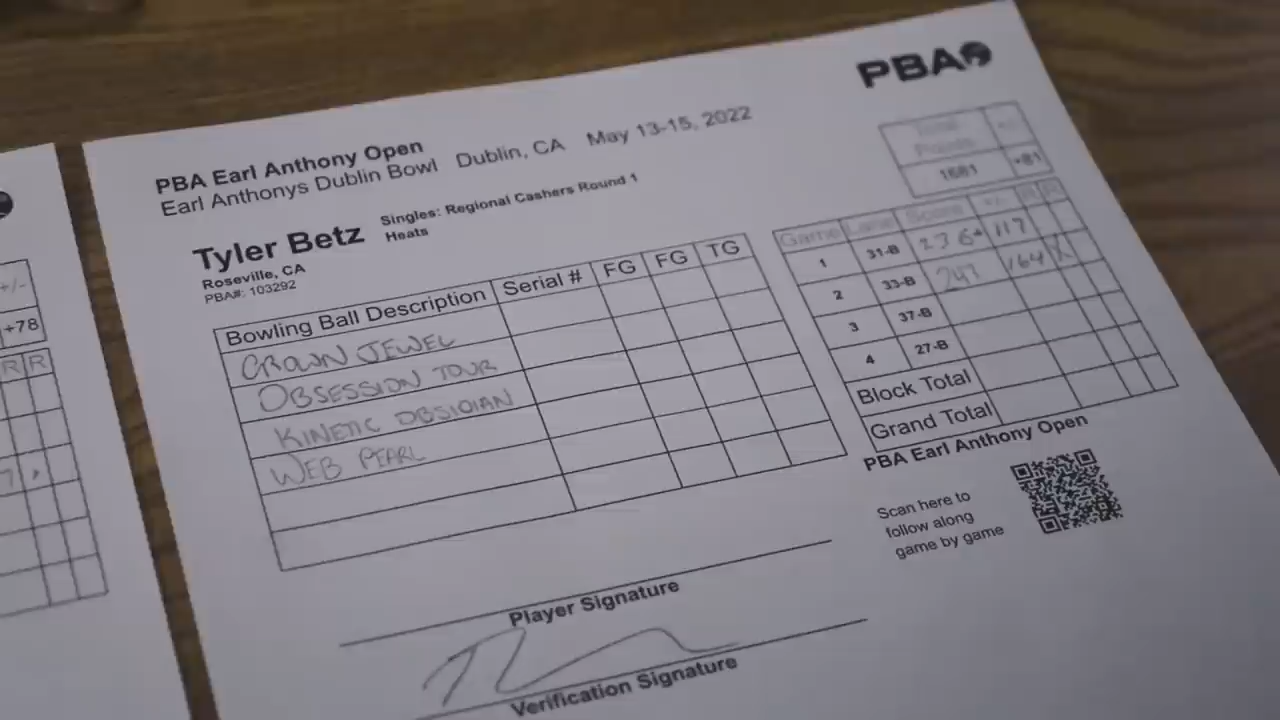 PBA
PBA Earl Anthony Open
Earl Anthonys Dublin Bowl Dublin, CA May 13-15, 2022
Tyler Betz Singles: Regional Cashers Round 1
Heats
Roseville, CA
PBA#: 103292
Total Points +/-
1681 +81
Bowling Ball Description Serial # FG FG TG
CROWN JEWEL
OBSESSION TOUR
KINETIC OBSIDIAN
WEB PEARL
Game Lane Score +/- R R
1 31-B 236+ 117
2 33-B 247 164 X
3 37-B
4 27-B
Block Total
Grand Total
PBA Earl Anthony Open
Scan here to
follow along
game by game
Player Signature
Verification Signature
+/-
+78
R R
7